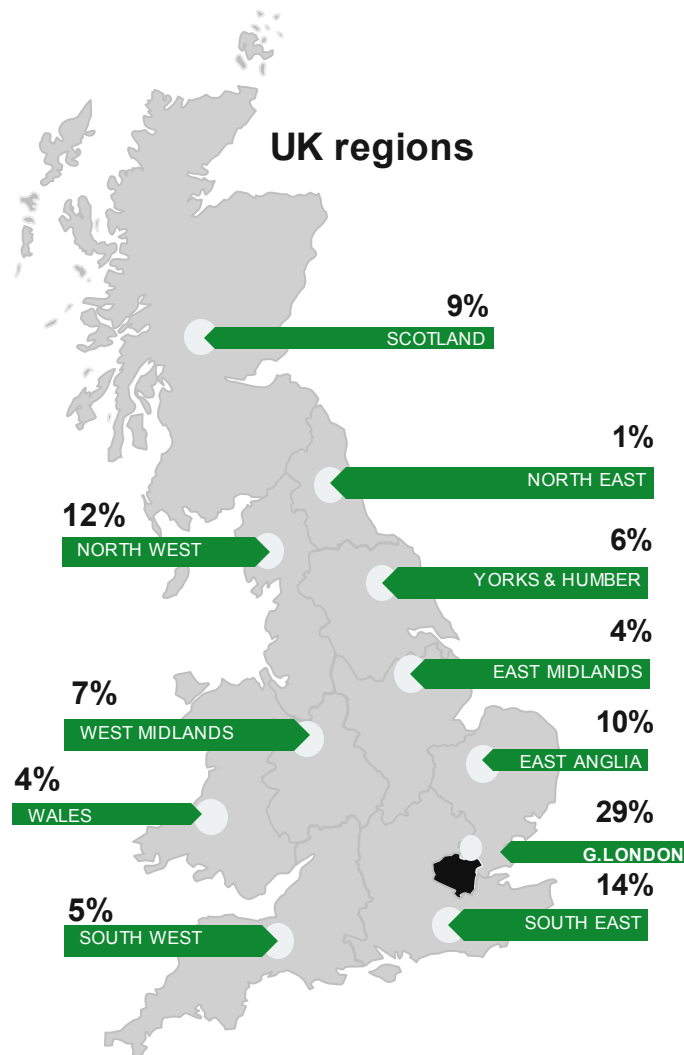 UK regions
9%
SCOTLAND
1%
NORTH EAST
12%
NORTH WEST
6%
YORKS & HUMBER
4%
EAST MIDLANDS
7%
WEST MIDLANDS
10%
EAST ANGLIA
4%
WALES
29%
G.LONDON
14%
SOUTH EAST
5%
SOUTH WEST